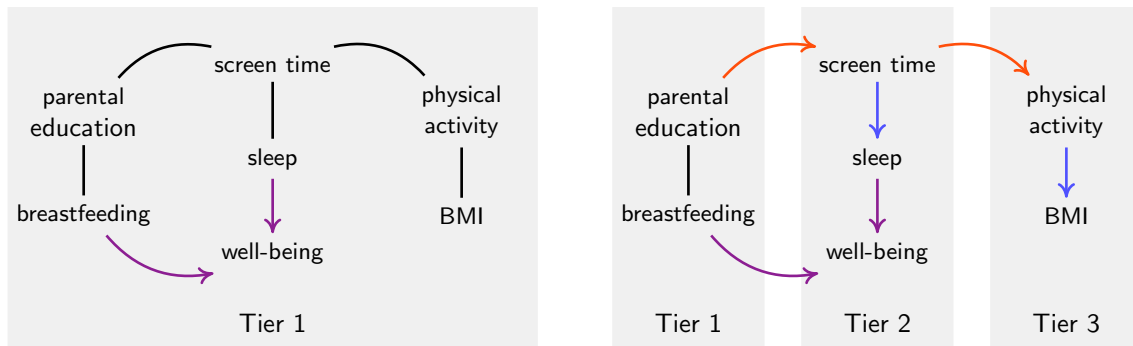 screen time
parental
education
physical
activity
sleep
breastfeeding
BMI
well-being
Tier 1
screen time
parental
education
physical
activity
sleep
breastfeeding
BMI
well-being
Tier 1
Tier 2
Tier 3